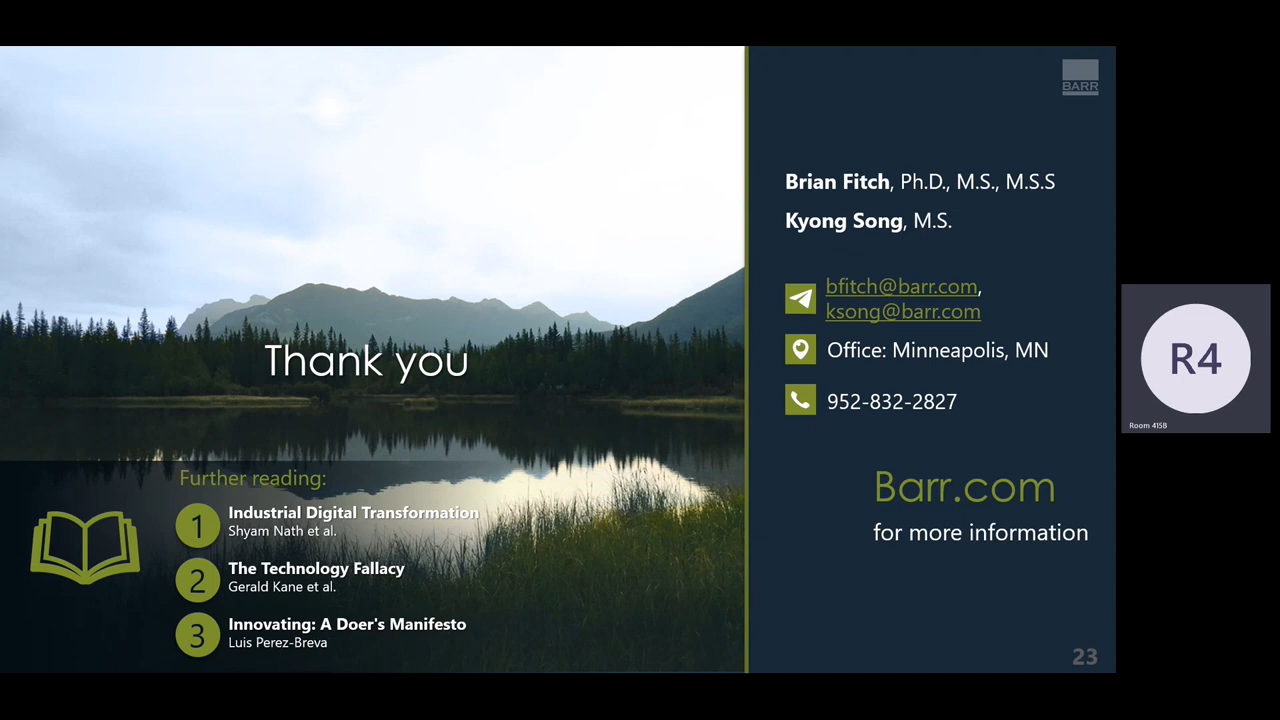 BARR
Brian Fitch, Ph.D., M.S., M.S.S
Kyong Song, M.S.
bfitch@barr.com,
ksong@barr.com
Office: Minneapolis, MN
952-832-2827
Barr.com
for more information
Thank you
Further reading:
1 Industrial Digital Transformation
Shyam Nath et al.
2 The Technology Fallacy
Gerald Kane et al.
3 Innovating: A Doer's Manifesto
Luis Perez-Breva
23
R4
Room 415B